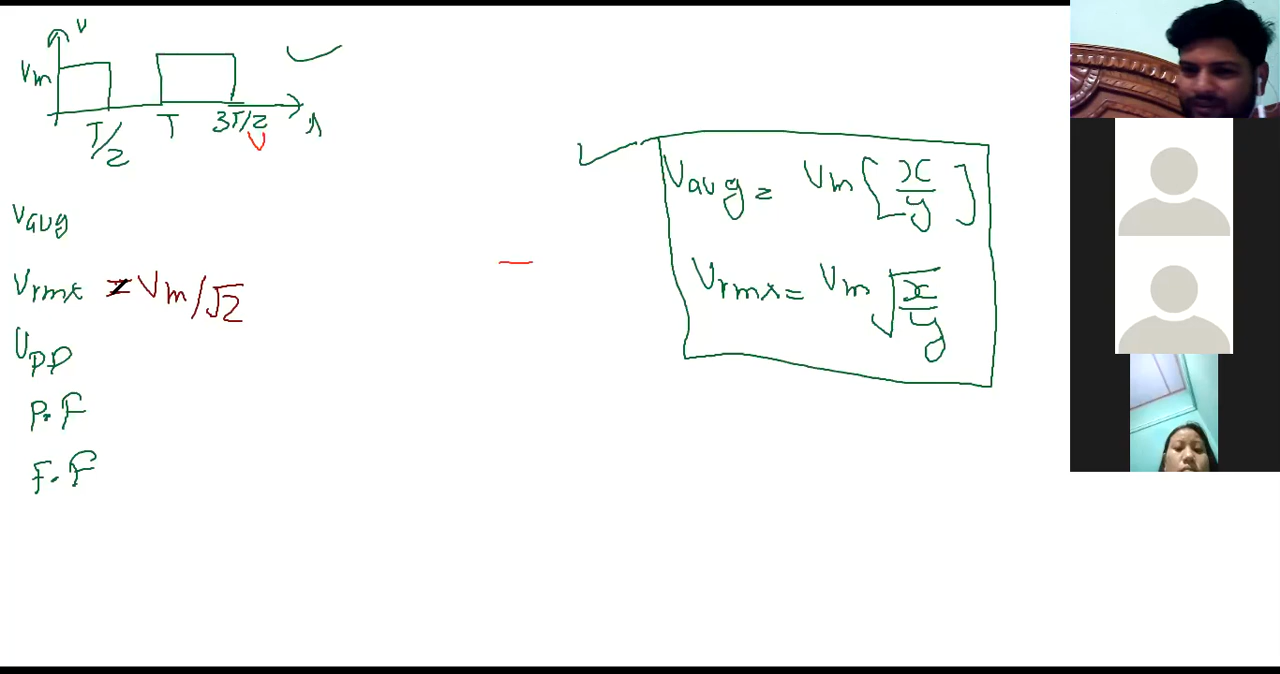 V
Vm
T/2 T 3T/2 t
V
Vavg
Vrms = Vm/√2
Vpp
P.F
F.F
Vavg = Vm [x/y]
Vrms = Vm √x/y